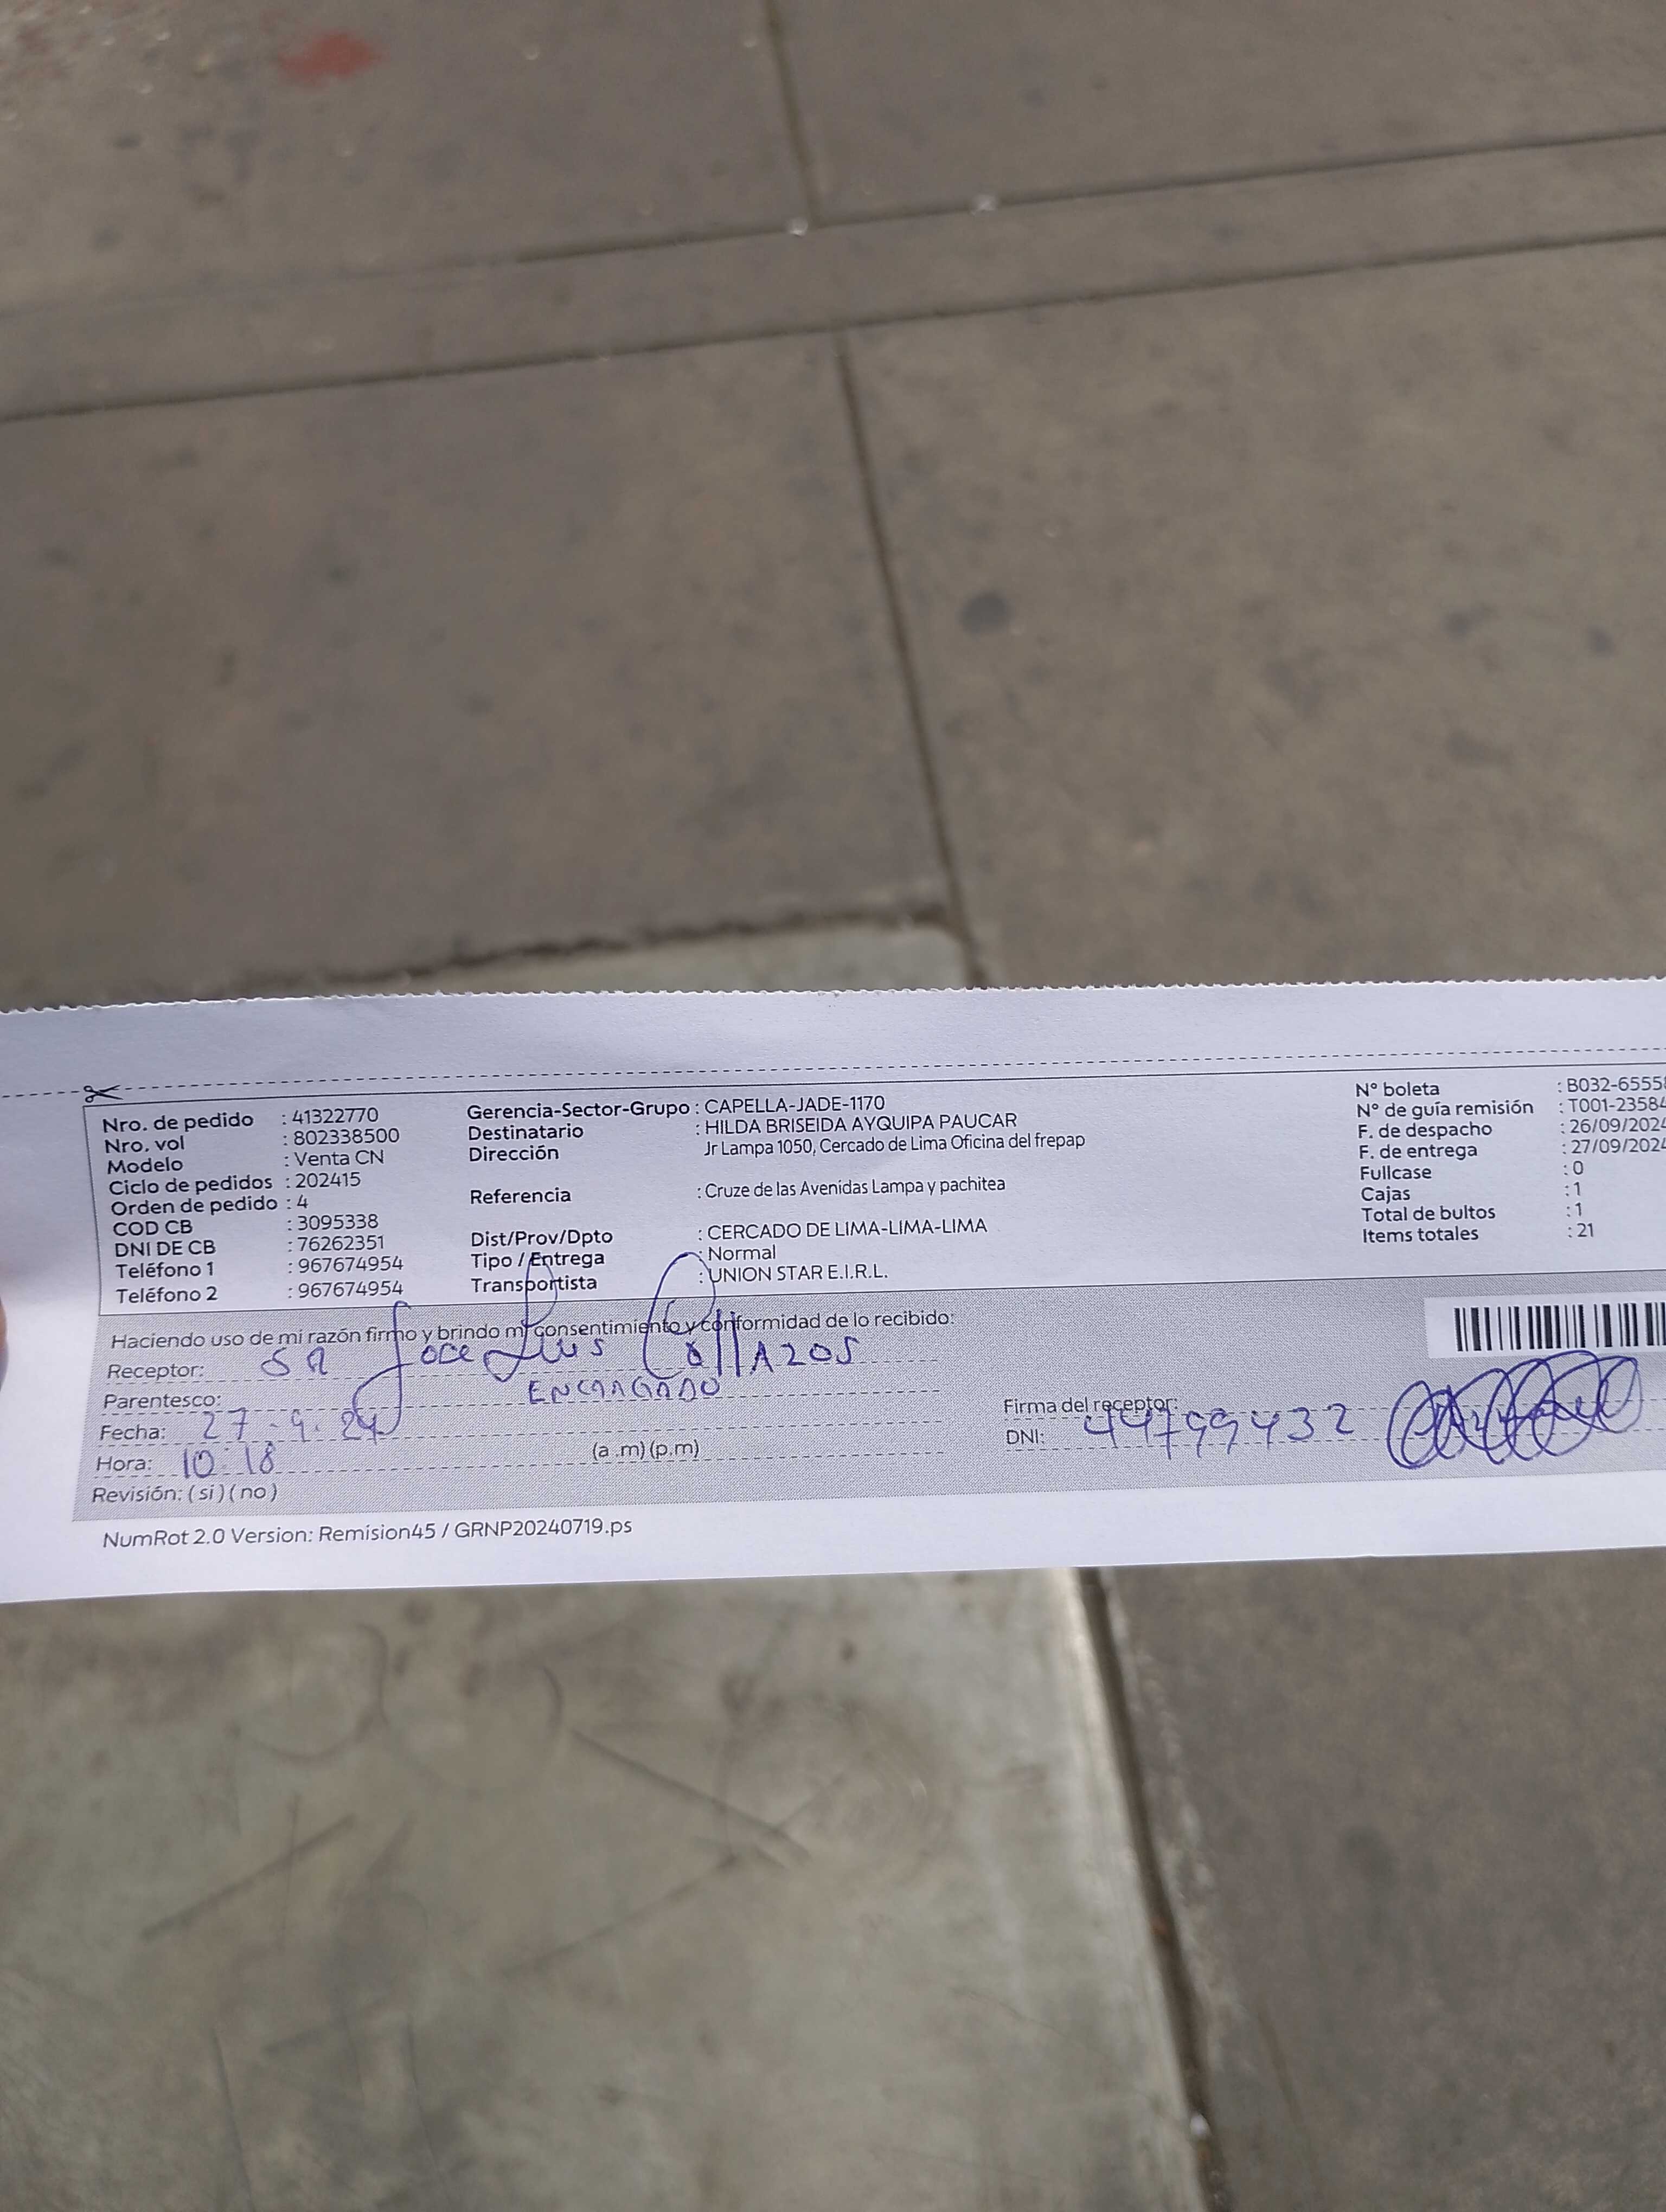 Nro. de pedido : 41322770
Nro. vol : 802338500
Modelo : Venta CN
Ciclo de pedidos : 202415
Orden de pedido : 4
COD CB : 3095338
DNI DE CB : 76262351
Teléfono 1 : 967674954
Teléfono 2 : 967674954
Gerencia-Sector-Grupo : CAPELLA-JADE-1170
Destinatario : HILDA BRISEIDA AYQUIPA PAUCAR
Dirección Jr Lampa 1050, Cercado de Lima Oficina del frepap
Referencia : Cruze de las Avenidas Lampa y pachitea
Dist/Prov/Dpto : CERCADO DE LIMA-LIMA-LIMA
Tipo / Entrega : Normal
Transportista : UNION STAR E.I.R.L.
N° boleta : B032-6555
N° de guía remisión : T001-23584
F. de despacho : 26/09/2024
F. de entrega : 27/09/2024
Fullcase : 0
Cajas : 1
Total de bultos : 1
Items totales : 21
Haciendo uso de mi razón firmo y brindo mi consentimiento y conformidad de lo recibido:
Receptor: SR Jose Luis CollAzos
Parentesco: ENCARGADO
Fecha: 27-9-24
Hora: 10:18 (a .m) (p.m)
Revisión: ( si ) ( no )
Firma del receptor:
DNI: 44799432
NumRot 2.0 Version: Remision45 / GRNP20240719.ps